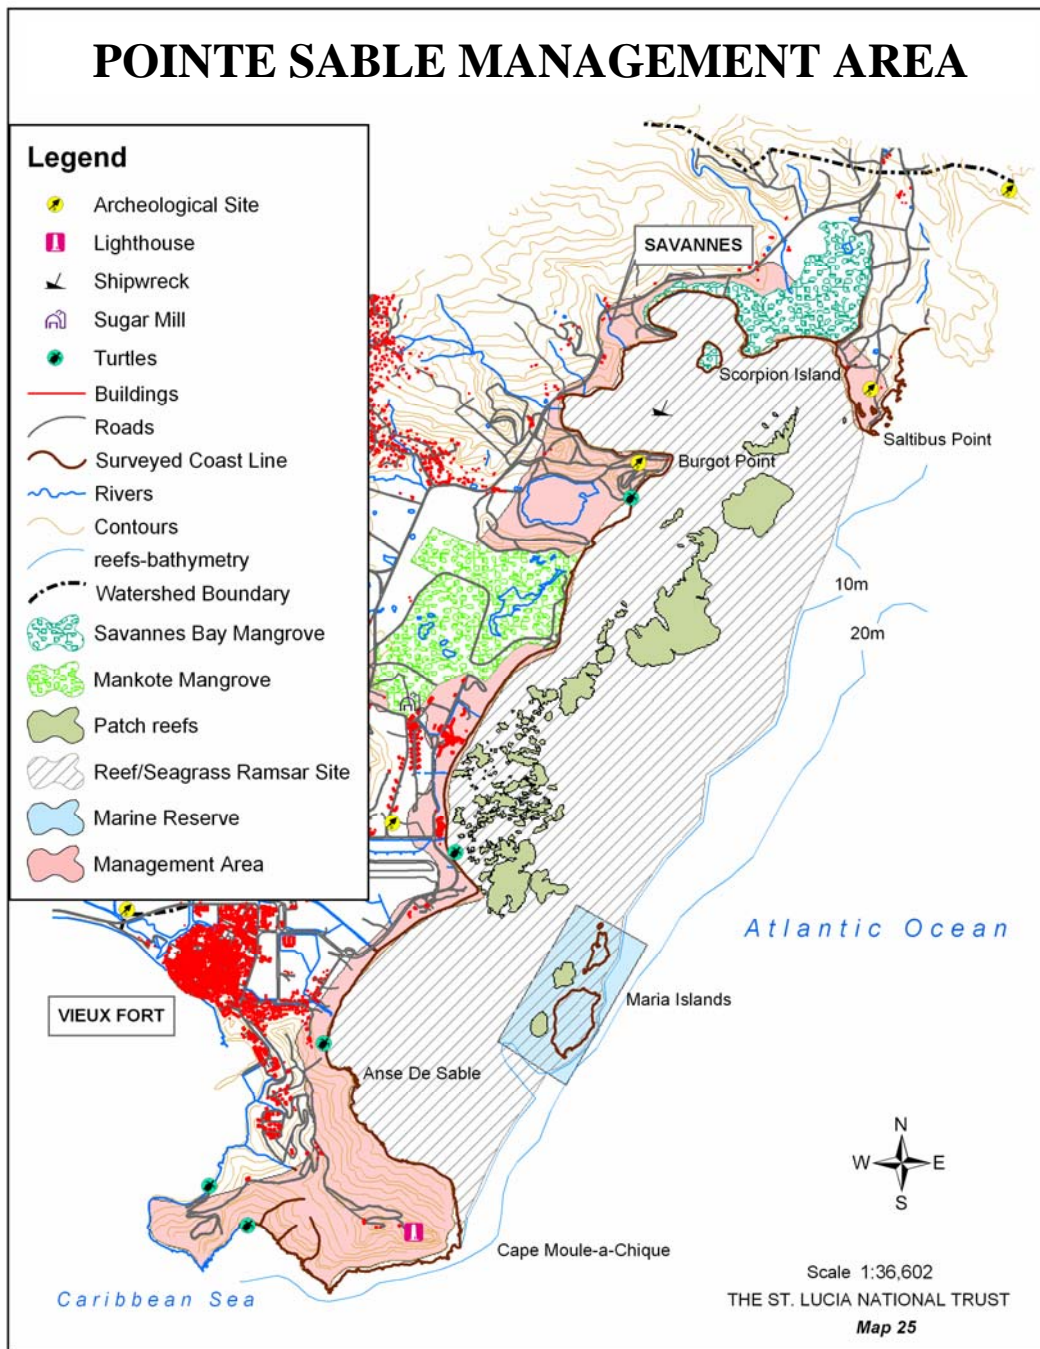 POINTE SABLE MANAGEMENT AREA
Legend
Archeological Site
Lighthouse
Shipwreck
Sugar Mill
Turtles
Buildings
Roads
Surveyed Coast Line
Rivers
Contours
reefs-bathymetry
Watershed Boundary
Savannes Bay Mangrove
Mankote Mangrove
Patch reefs
Reef/Seagrass Ramsar Site
Marine Reserve
Management Area
SAVANNES
Scorpion Island
Saltibus Point
Burgot Point
10m
20m
Atlantic Ocean
Maria Islands
VIEUX FORT
Anse De Sable
N
W E
S
Cape Moule-a-Chique
Caribbean Sea
Scale 1:36,602
THE ST. LUCIA NATIONAL TRUST
Map 25